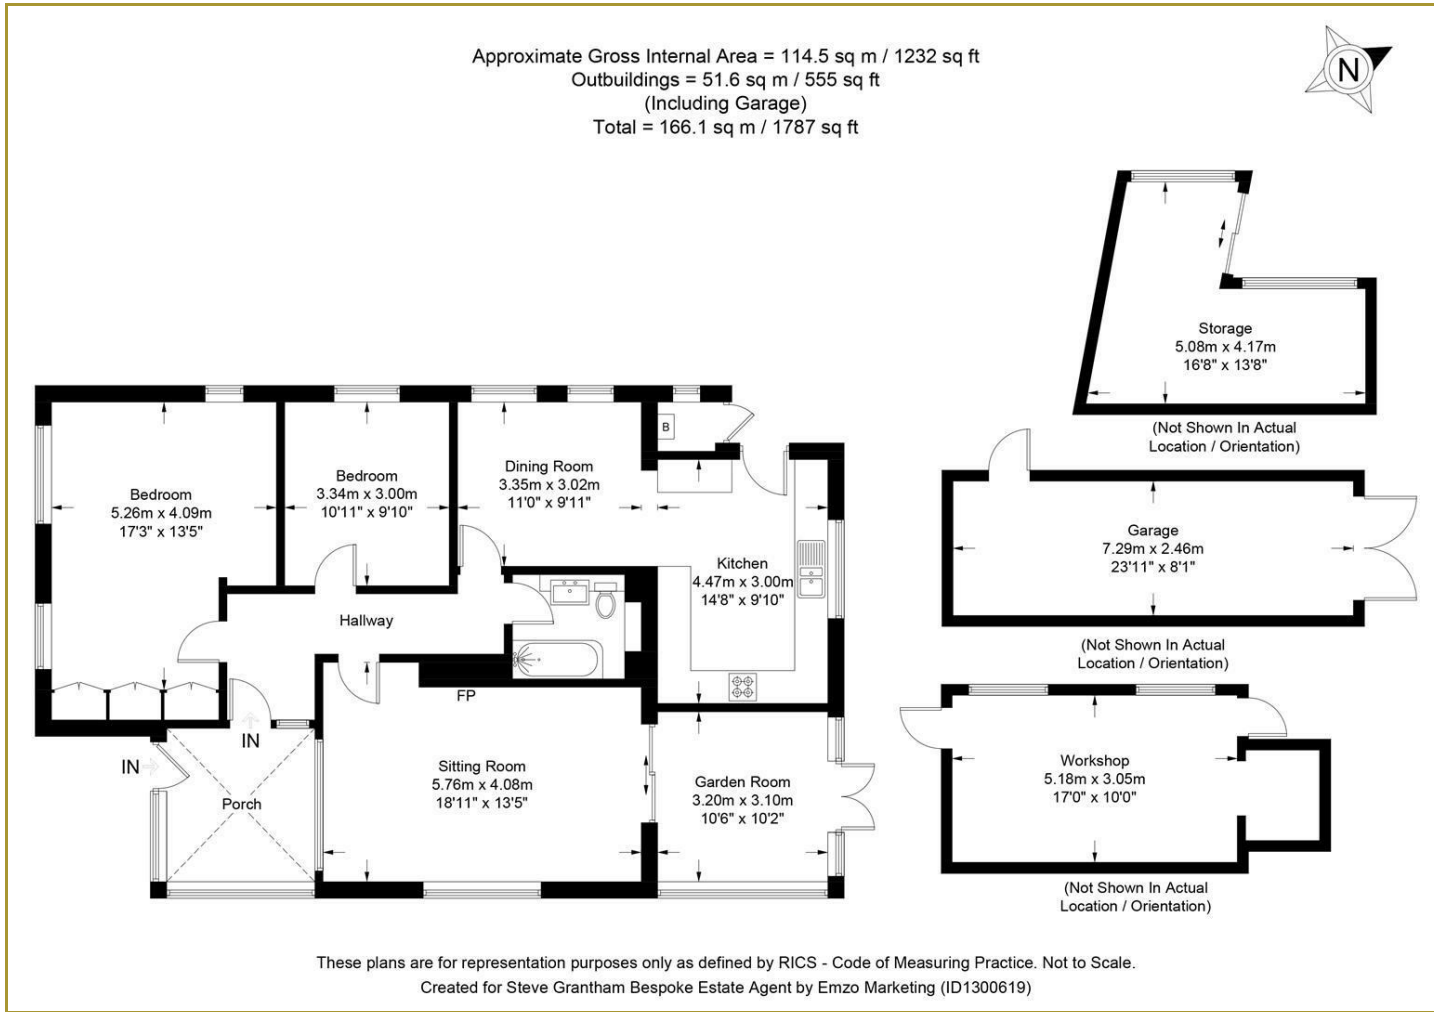 Approximate Gross Internal Area = 114.5 sq m / 1232 sq ft
Outbuildings = 51.6 sq m / 555 sq ft
(Including Garage)
Total = 166.1 sq m / 1787 sq ft
N
Storage
5.08m x 4.17m
16'8" x 13'8"
(Not Shown In Actual
Location / Orientation)
B
Bedroom
5.26m x 4.09m
17'3" x 13'5"
Bedroom
3.34m x 3.00m
10'11" x 9'10"
Dining Room
3.35m x 3.02m
11'0" x 9'11"
Kitchen
4.47m x 3.00m
14'8" x 9'10"
Garage
7.29m x 2.46m
23'11" x 8'1"
(Not Shown In Actual
Location / Orientation)
Hallway
FP
IN
IN
Porch
Sitting Room
5.76m x 4.08m
18'11" x 13'5"
Garden Room
3.20m x 3.10m
10'6" x 10'2"
Workshop
5.18m x 3.05m
17'0" x 10'0"
(Not Shown In Actual
Location / Orientation)
These plans are for representation purposes only as defined by RICS - Code of Measuring Practice. Not to Scale.
Created for Steve Grantham Bespoke Estate Agent by Emzo Marketing (ID1300619)